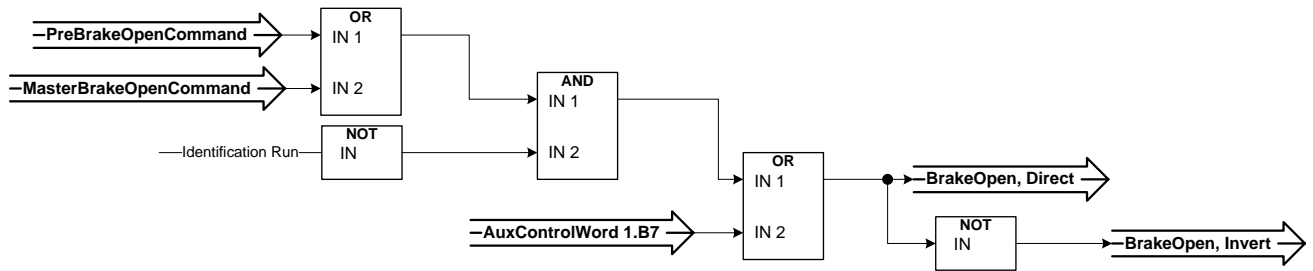 OR
PreBrakeOpenCommand
IN 1
MasterBrakeOpenCommand
IN 2
AND
IN 1
NOT
Identification Run
IN
IN 2
OR
IN 1
BrakeOpen, Direct
AuxControlWord 1.B7
IN 2
NOT
IN
BrakeOpen, Invert